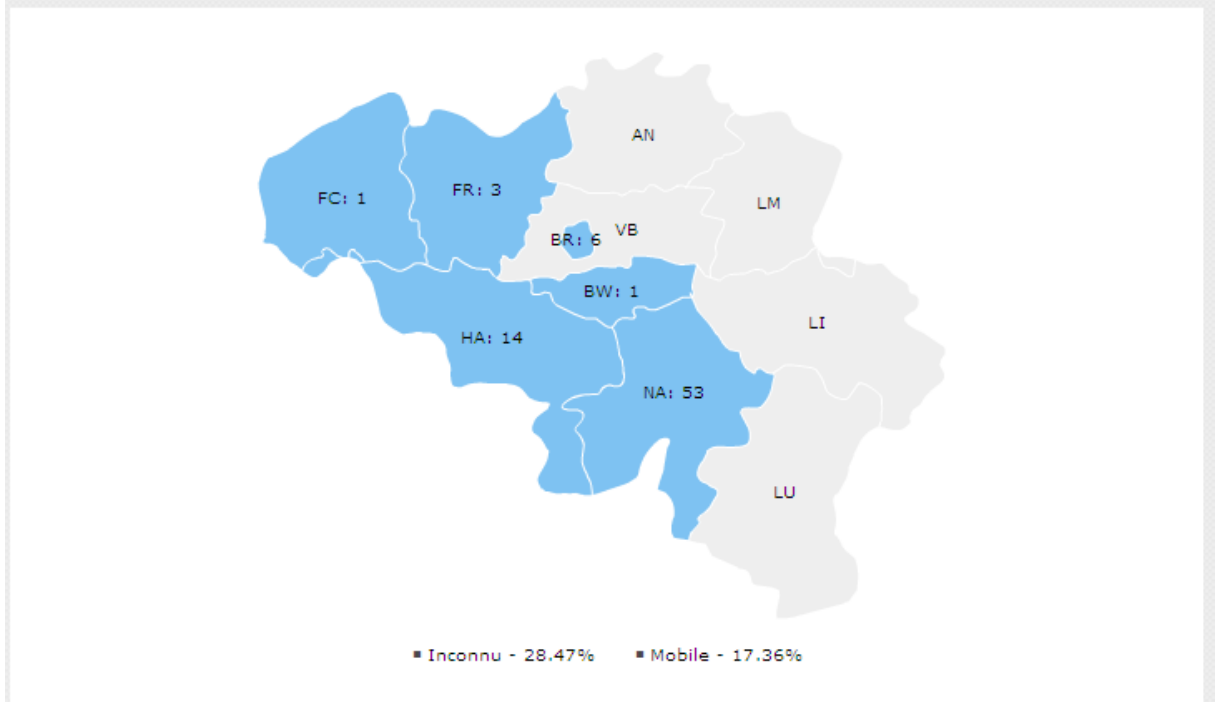 AN
FC: 1
FR: 3
LM
BR: 6
VB
BW: 1
HA: 14
LI
NA: 53
LU
Inconnu - 28.47%
Mobile - 17.36%